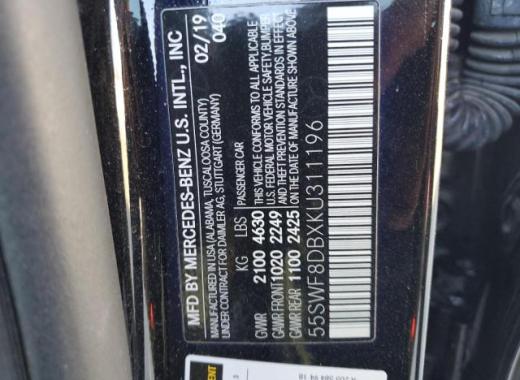 MFD BY MERCEDES-BENZ U.S. INTL., INC
02/19
040
MANUFACTURED IN USA (ALABAMA, TUSCALOOSA COUNTY)
UNDER CONTRACT FOR DAIMLER AG, STUTTGART (GERMANY)
KG LBS PASSENGER CAR
GVWR 2100 4630 THIS VEHICLE CONFORMS TO ALL APPLICABLE
GAWR FRONT 1020 2249 U.S. FEDERAL MOTOR VEHICLE SAFETY, BUMPER
AND THEFT PREVENTION STANDARDS IN EFFECT
GAWR REAR 1100 2425 ON THE DATE OF MANUFACTURE SHOWN ABOVE
55SWF8DBXKU311196